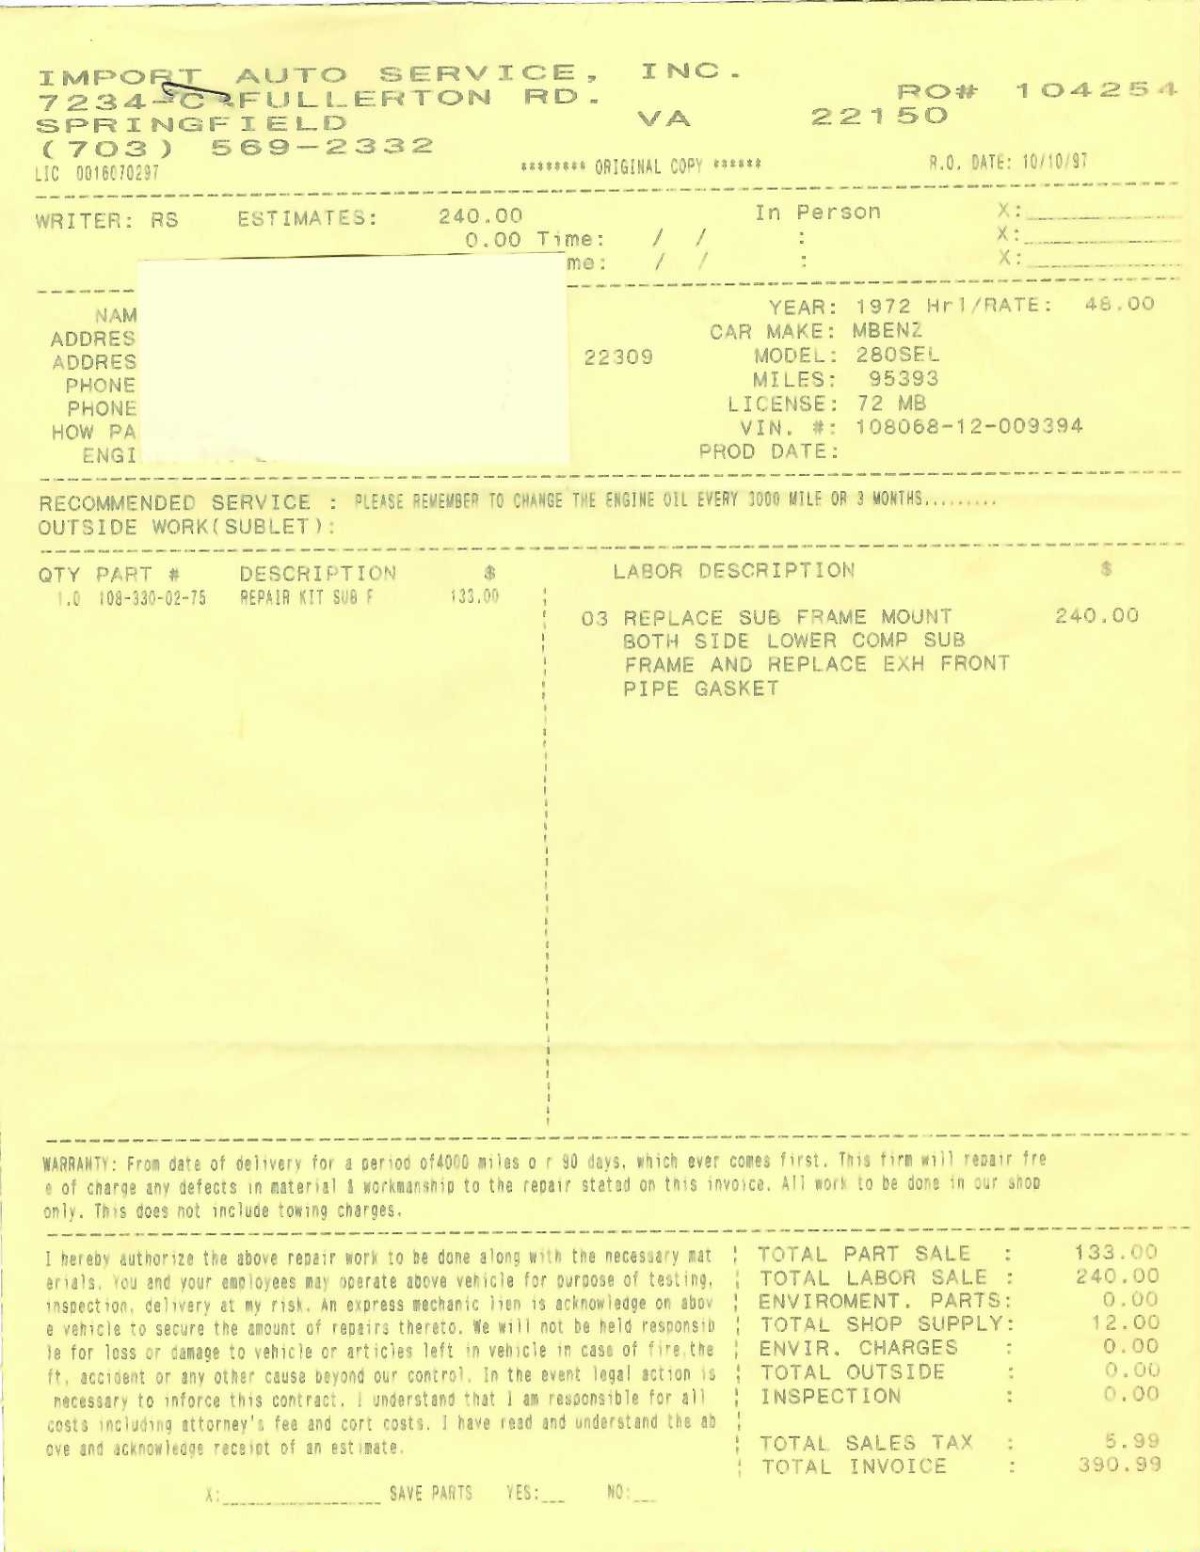 IMPORT AUTO SERVICE, INC.
7234-C FULLERTON RD. RO# 104254
SPRINGFIELD VA 22150
(703) 569-2332
LIC 0016070297 ******** ORIGINAL COPY ****** R.O. DATE: 10/10/97
WRITER: RS ESTIMATES: 240.00 In Person X:
0.00 Time: / / : X:
me: / / : X:
NAM YEAR: 1972 Hrl/RATE: 48.00
ADDRES CAR MAKE: MBENZ
ADDRES 22309 MODEL: 280SEL
PHONE MILES: 95393
PHONE LICENSE: 72 MB
HOW PA VIN. #: 108068-12-009394
ENGI PROD DATE:
RECOMMENDED SERVICE : PLEASE REMEMBER TO CHANGE THE ENGINE OIL EVERY 3000 MILE OR 3 MONTHS.........
OUTSIDE WORK(SUBLET):
QTY PART # DESCRIPTION $ LABOR DESCRIPTION $
1.0 108-330-02-75 REPAIR KIT SUB F 133.00
03 REPLACE SUB FRAME MOUNT 240.00
BOTH SIDE LOWER COMP SUB
FRAME AND REPLACE EXH FRONT
PIPE GASKET
WARRANTY: From date of delivery for a period of4000 miles o r 90 days, which ever comes first. This firm will repair fre
e of charge any defects in material & workmanship to the repair stated on this invoice. All work to be done in our shop
only. This does not include towing charges.
I hereby authorize the above repair work to be done along with the necessary mat
erials. You and your employees may operate above vehicle for purpose of testing,
inspection, delivery at my risk. An express mechanic lien is acknowledge on abov
e vehicle to secure the amount of repairs thereto. We will not be held responsib
le for loss or damage to vehicle or articles left in vehicle in case of fire,the
ft, accident or any other cause beyond our control. In the event legal action is
necessary to inforce this contract, I understand that I am responsible for all
costs including attorney's fee and cort costs. I have read and understand the ab
ove and acknowledge receipt of an estimate.
X: SAVE PARTS YES: NO:
TOTAL PART SALE : 133.00
TOTAL LABOR SALE : 240.00
ENVIROMENT. PARTS: 0.00
TOTAL SHOP SUPPLY: 12.00
ENVIR. CHARGES : 0.00
TOTAL OUTSIDE : 0.00
INSPECTION : 0.00
TOTAL SALES TAX : 5.99
TOTAL INVOICE : 390.99